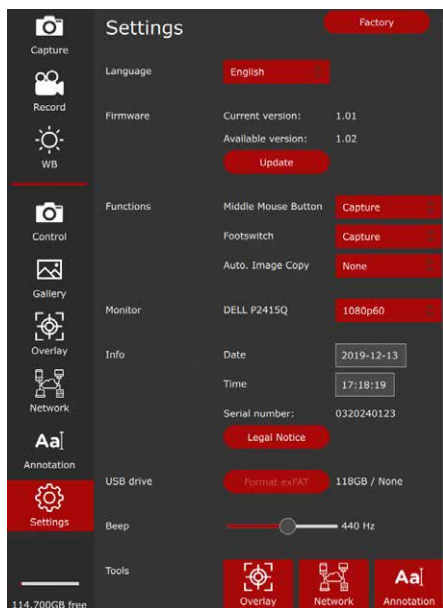 Capture
Record
WB
Control
Gallery
Overlay
Network
Aa
Annotation
Settings
114.700GB free
Settings
Factory
Language
English
Firmware
Current version:
1.01
Available version:
1.02
Update
Functions
Middle Mouse Button
Capture
Footswitch
Capture
Auto. Image Copy
None
Monitor
DELL P2415Q
1080p60
Info
Date
2019-12-13
Time
17:18:19
Serial number:
0320240123
Legal Notice
USB drive
Format exFAT
118GB / None
Beep
440 Hz
Tools
Overlay
Network
Aa
Annotation